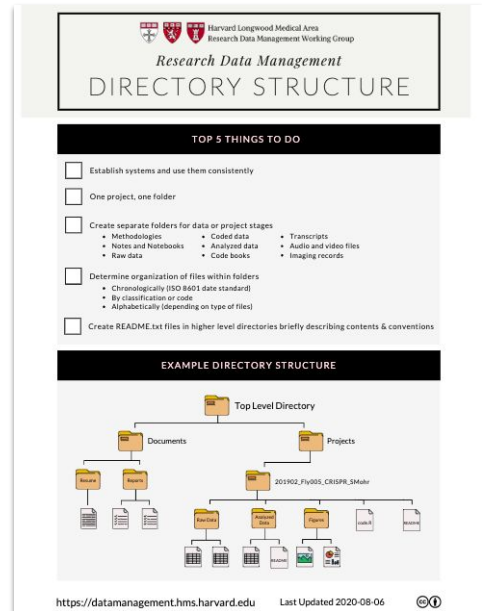 Harvard Longwood Medical Area
Research Data Management Working Group
Research Data Management
DIRECTORY STRUCTURE
TOP 5 THINGS TO DO
Establish systems and use them consistently
One project, one folder
Create separate folders for data or project stages
• Methodologies
• Notes and Notebooks
• Raw data
• Coded data
• Analyzed data
• Code books
• Transcripts
• Audio and video files
• Imaging records
Determine organization of files within folders
• Chronologically (ISO 8601 date standard)
• By classification or code
• Alphabetically (depending on type of files)
Create README.txt files in higher level directories briefly describing contents & conventions
EXAMPLE DIRECTORY STRUCTURE
Top Level Directory
Documents
Projects
Resume
Reports
201902_Fly005_CRISPR_SMohr
Raw Data
Analyzed
Data
Figures
code.R
README
README
https://datamanagement.hms.harvard.edu
Last Updated 2020-08-06
cc